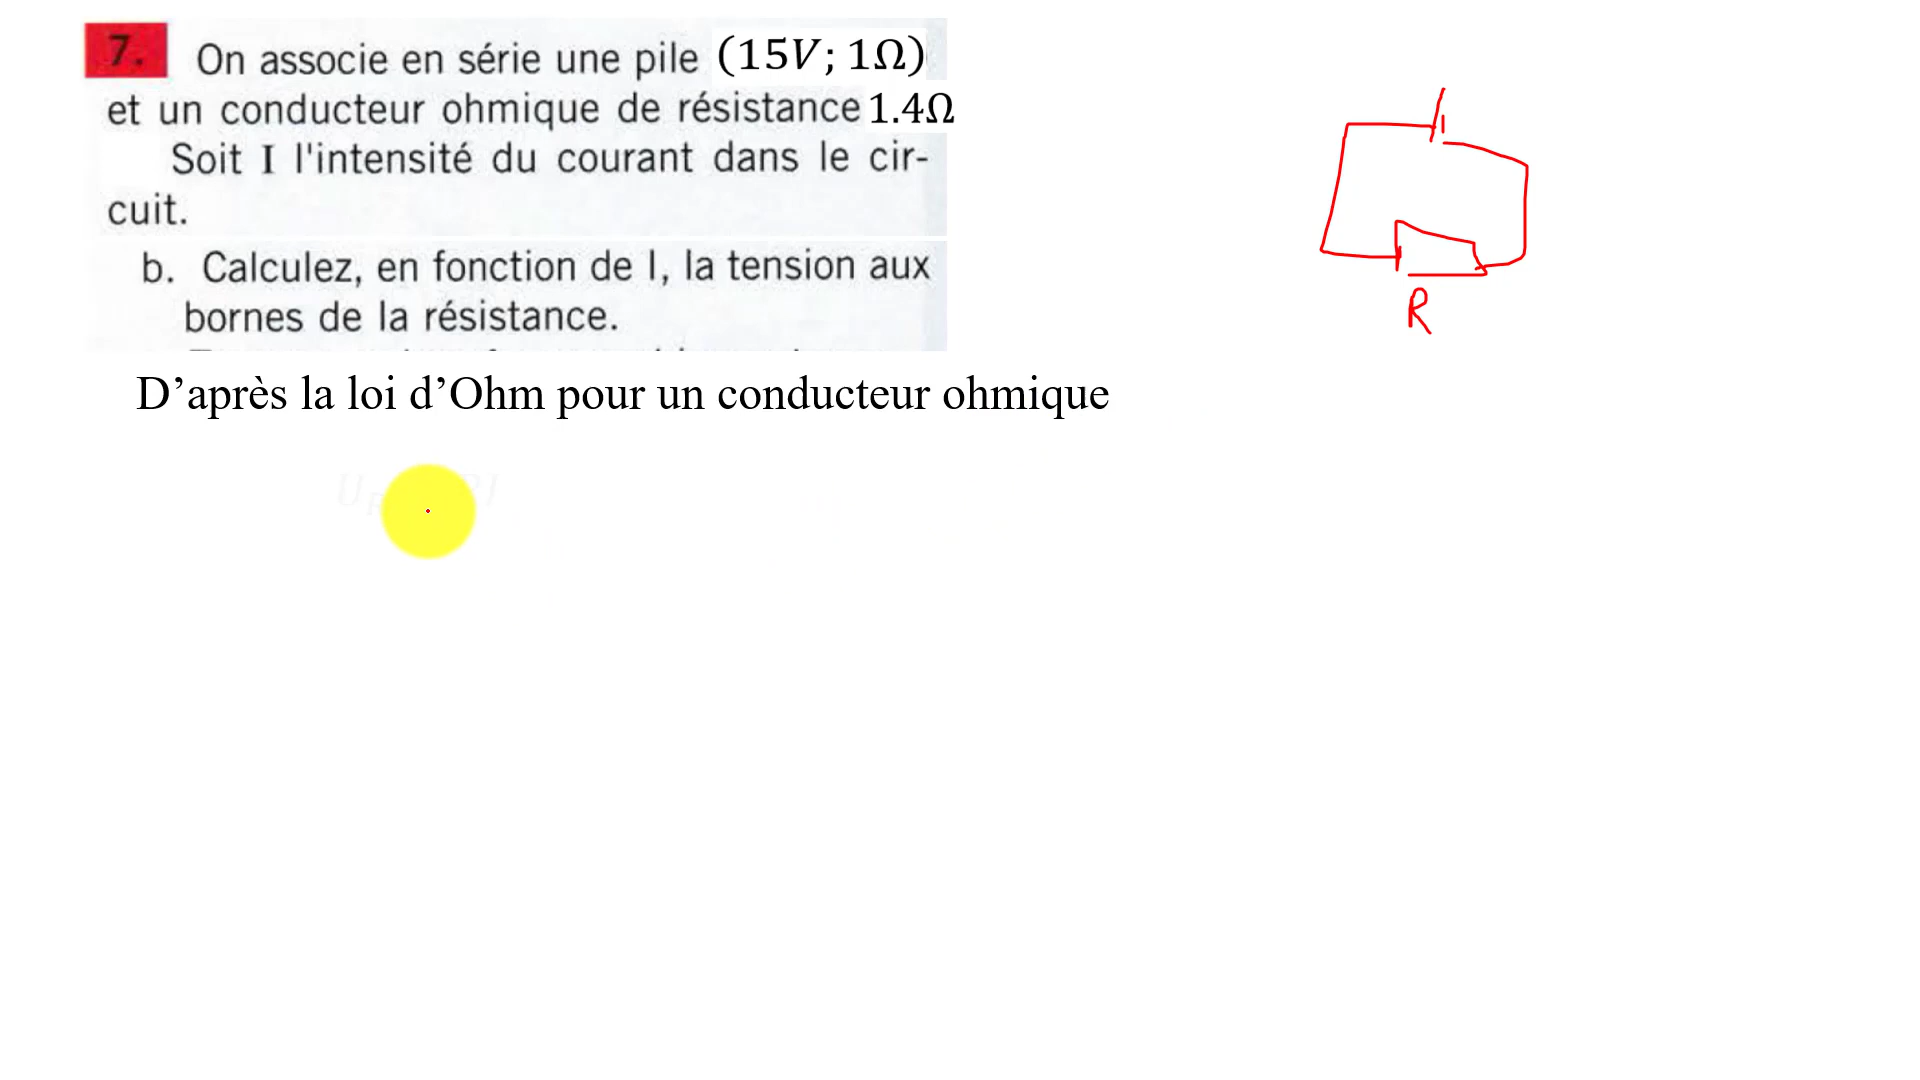 7. On associe en série une pile (15V; 1Ω)
et un conducteur ohmique de résistance 1.4Ω
Soit I l'intensité du courant dans le cir-
cuit.
b. Calculez, en fonction de I, la tension aux
bornes de la résistance.
R
D’après la loi d’Ohm pour un conducteur ohmique